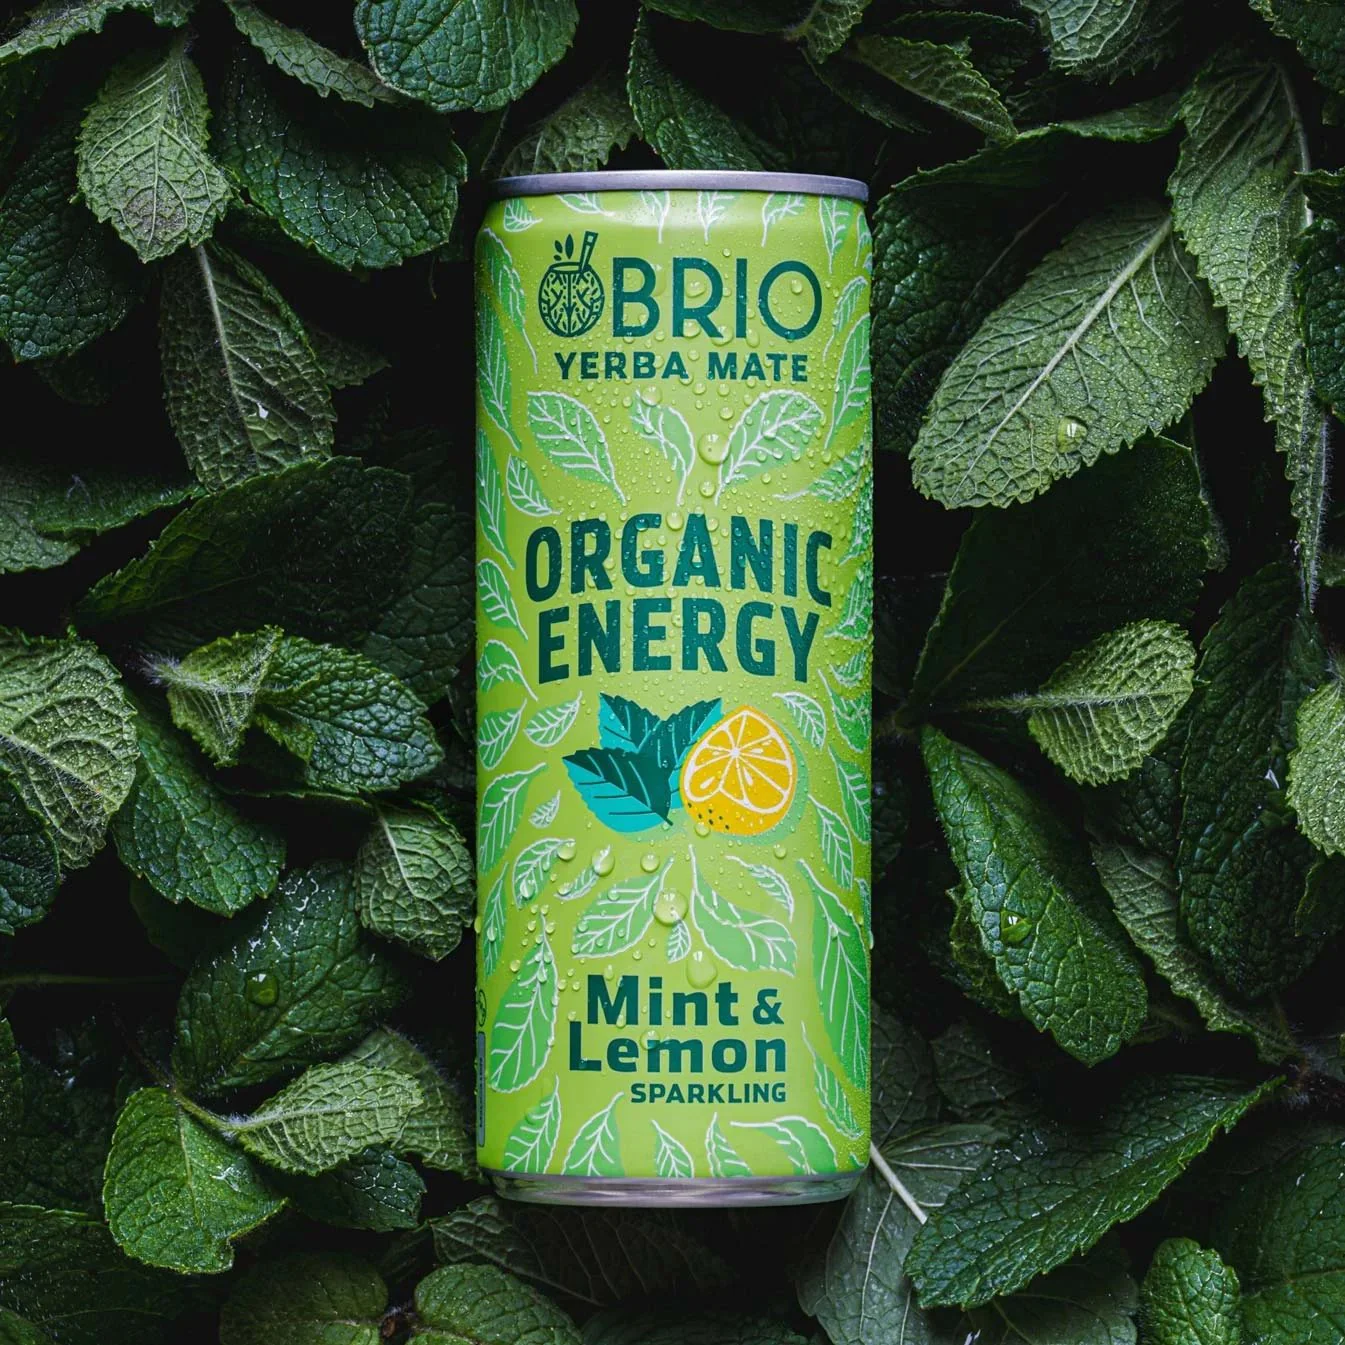 BRIO
YERBA MATE
ORGANIC
ENERGY
Mint &
Lemon
SPARKLING